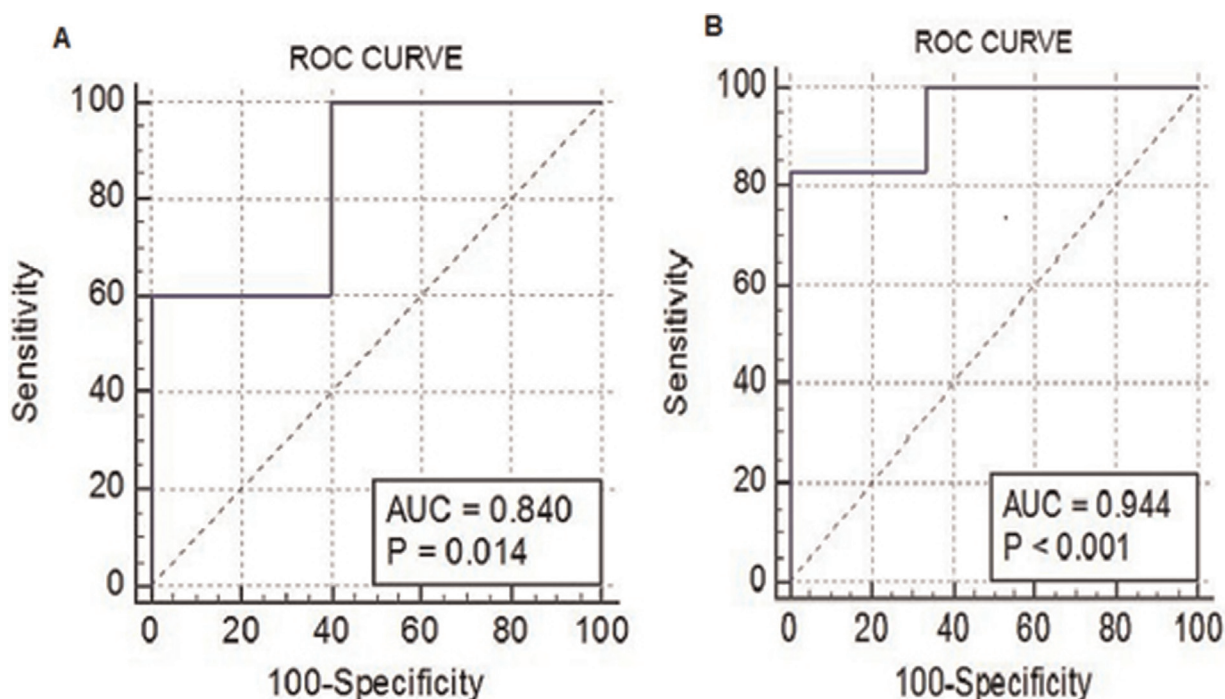 A
ROC CURVE
100
80
60
40
20
0
Sensitivity
AUC = 0.840
P = 0.014
0 20 40 60 80 100
100-Specificity
B
ROC CURVE
100
80
60
40
20
0
Sensitivity
AUC = 0.944
P < 0.001
0 20 40 60 80 100
100-Specificity